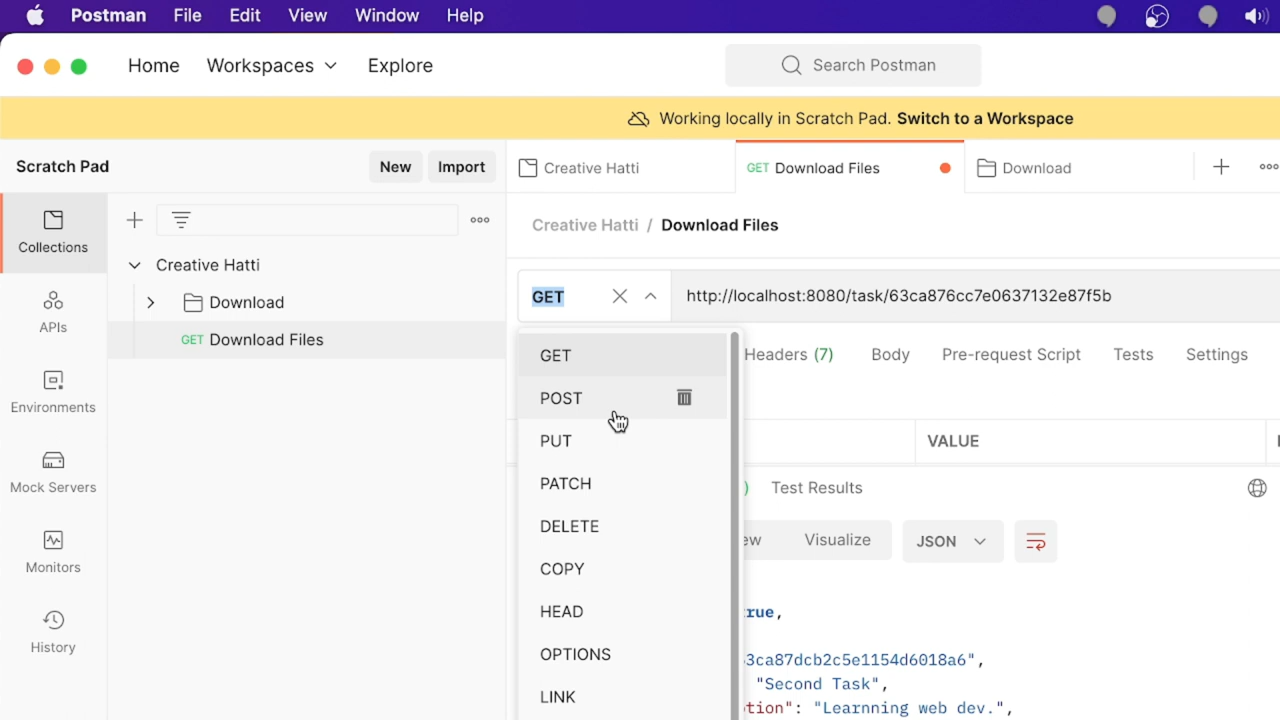 Postman File Edit View Window Help
Home Workspaces Explore Search Postman
Working locally in Scratch Pad. Switch to a Workspace
Scratch Pad New Import
Creative Hatti GET Download Files Download
Collections
Creative Hatti / Download Files
Creative Hatti
GET http://localhost:8080/task/63ca876cc7e0637132e87f5b
Download
APIs
GET Download Files
GET Headers (7) Body Pre-request Script Tests Settings
POST
Environments
PUT VALUE
PATCH Test Results
Mock Servers
DELETE Visualize JSON
Monitors
COPY
HEAD rue,
History
OPTIONS 3ca87dcb2c5e1154d6018a6",
"Second Task",
LINK tion": "Learnning web dev.",